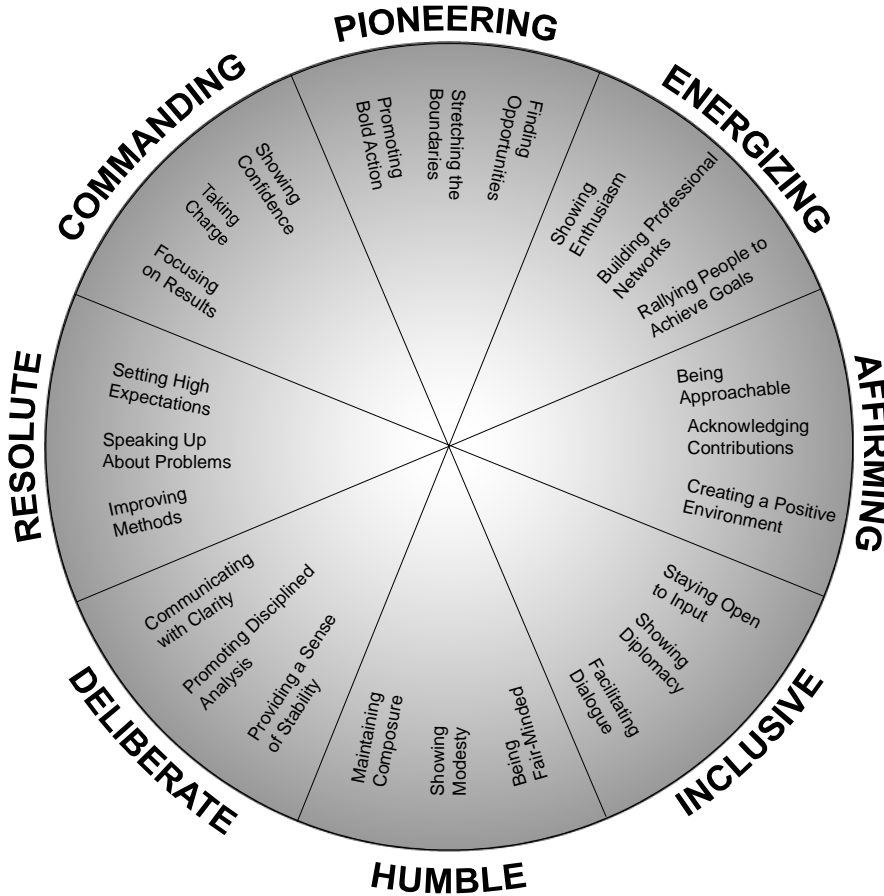 PIONEERING
Promoting
Bold Action
Stretching the
Boundaries
Finding
Opportunities
ENERGIZING
Showing
Enthusiasm
Building Professional
Networks
Rallying People to
Achieve Goals
AFFIRMING
Being
Approachable
Acknowledging
Contributions
Creating a Positive
Environment
INCLUSIVE
Staying Open
to Input
Showing
Diplomacy
Facilitating
Dialogue
HUMBLE
Being
Fair-Minded
Showing
Modesty
Maintaining
Composure
DELIBERATE
Providing a Sense
of Stability
Promoting Disciplined
Analysis
Communicating
with Clarity
RESOLUTE
Improving
Methods
Speaking Up
About Problems
Setting High
Expectations
COMMANDING
Focusing
on Results
Taking
Charge
Showing
Confidence